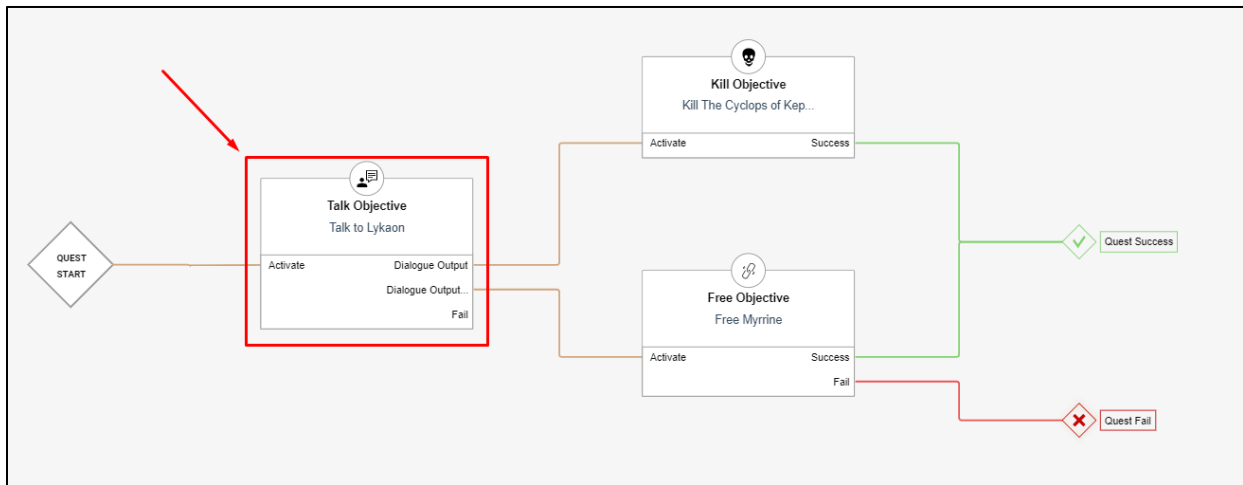 QUEST
START
Talk Objective
Talk to Lykaon
Activate Dialogue Output
Dialogue Output...
Fail
Kill Objective
Kill The Cyclops of Kep...
Activate Success
Free Objective
Free Myrrine
Activate Success
Fail
Quest Success
Quest Fail